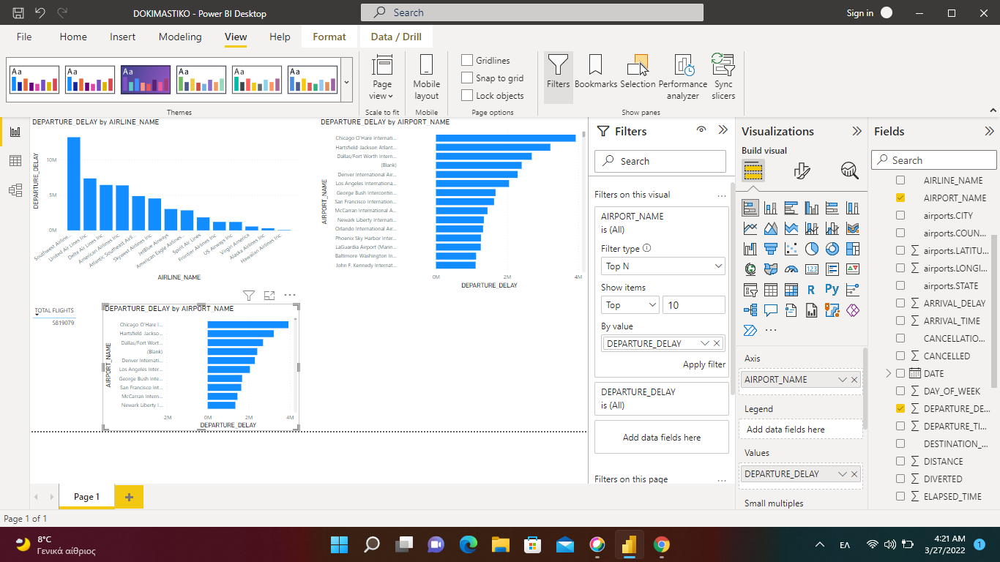 DOKIMASTIKO - Power BI Desktop
Search
Sign in
File
Home
Insert
Modeling
View
Help
Format
Data / Drill
Aa
Aa
Aa
Aa
Aa
Aa
Themes
Page
view
Scale to fit
Mobile
layout
Mobile
Gridlines
Snap to grid
Lock objects
Page options
Filters
Bookmarks
Selection
Performance
analyzer
Sync
slicers
Show panes
DEPARTURE_DELAY by AIRLINE_NAME
DEPARTURE_DELAY
10M
5M
0M
Southwest Airline...
United Air Lines Inc.
Delta Air Lines Inc.
American Airlines Inc.
Atlantic Southeast Airli...
Skywest Airlines Inc.
JetBlue Airways
American Eagle Airlines...
Spirit Air Lines
Frontier Airlines Inc.
US Airways Inc.
Virgin America
Alaska Airlines Inc.
Hawaiian Airlines Inc.
AIRLINE_NAME
DEPARTURE_DELAY by AIRPORT_NAME
AIRPORT_NAME
Chicago O'Hare Internati...
Hartsfield-Jackson Atlant...
Dallas/Fort Worth Intern...
(Blank)
Denver International Air...
Los Angeles Internationa...
George Bush Intercontin...
San Francisco Internation...
McCarran International A...
Newark Liberty Internati...
Orlando International Air...
Phoenix Sky Harbor Inter...
LaGuardia Airport (Marin...
Baltimore-Washington In...
John F. Kennedy Internat...
0M
2M
4M
DEPARTURE_DELAY
TOTAL FLIGHTS
5819079
DEPARTURE_DELAY by AIRPORT_NAME
AIRPORT_NAME
Chicago O'Hare I...
Hartsfield-Jackso...
Dallas/Fort Wort...
(Blank)
Denver Internati...
Los Angeles Inter...
George Bush Inte...
San Francisco Int...
McCarran Intern...
Newark Liberty I...
-2M
0M
2M
4M
DEPARTURE_DELAY
Filters
Search
Filters on this visual
...
AIRPORT_NAME
is (All)
Filter type
Top N
Show items
Top
10
By value
DEPARTURE_DELAY
Apply filter
DEPARTURE_DELAY
is (All)
Add data fields here
Filters on this page
...
Visualizations
Build visual
123
R
Py
...
Axis
AIRPORT_NAME
Legend
Add data fields here
Values
DEPARTURE_DELAY
Small multiples
Fields
Search
AIRLINE_NAME
AIRPORT_NAME
airports.CITY
airports.COUN...
airports.LATITU...
airports.LONGI...
airports.STATE
ARRIVAL_DELAY
ARRIVAL_TIME
CANCELLATIO...
CANCELLED
DATE
DAY_OF_WEEK
DEPARTURE_DE...
DEPARTURE_TI...
DESTINATION_...
DISTANCE
DIVERTED
ELAPSED_TIME
Page 1
Page 1 of 1
8°C
Γενικά αίθριος
ΕΛ
4:21 AM
3/27/2022
1